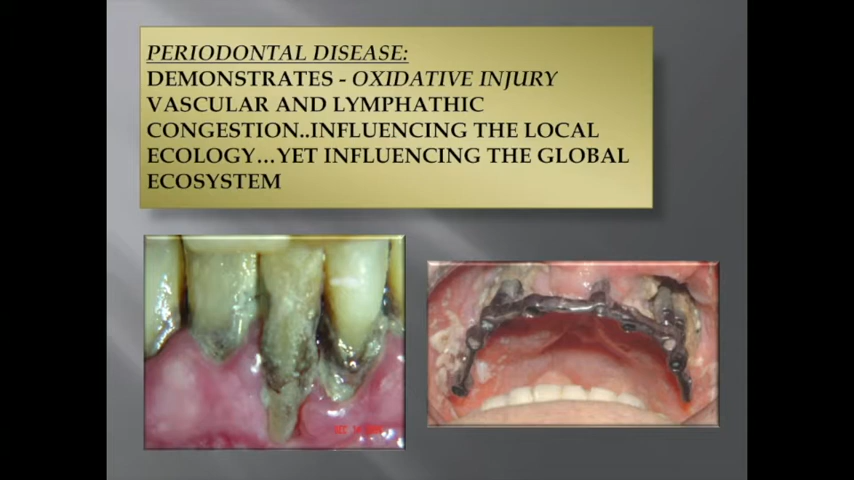 PERIODONTAL DISEASE:
DEMONSTRATES - OXIDATIVE INJURY
VASCULAR AND LYMPHATHIC
CONGESTION..INFLUENCING THE LOCAL
ECOLOGY...YET INFLUENCING THE GLOBAL
ECOSYSTEM